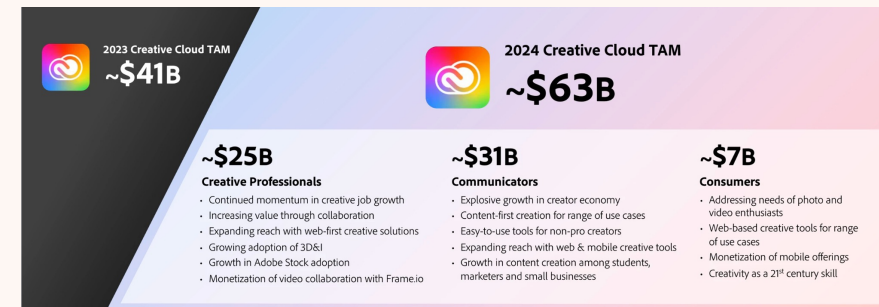 2023 Creative Cloud TAM
~$41B
2024 Creative Cloud TAM
~$63B
~$25B
Creative Professionals
• Continued momentum in creative job growth
• Increasing value through collaboration
• Expanding reach with web-first creative solutions
• Growing adoption of 3D&I
• Growth in Adobe Stock adoption
• Monetization of video collaboration with Frame.io
~$31B
Communicators
• Explosive growth in creator economy
• Content-first creation for range of use cases
• Easy-to-use tools for non-pro creators
• Expanding reach with web & mobile creative tools
• Growth in content creation among students,
marketers and small businesses
~$7B
Consumers
• Addressing needs of photo and
video enthusiasts
• Web-based creative tools for range
of use cases
• Monetization of mobile offerings
• Creativity as a 21st century skill